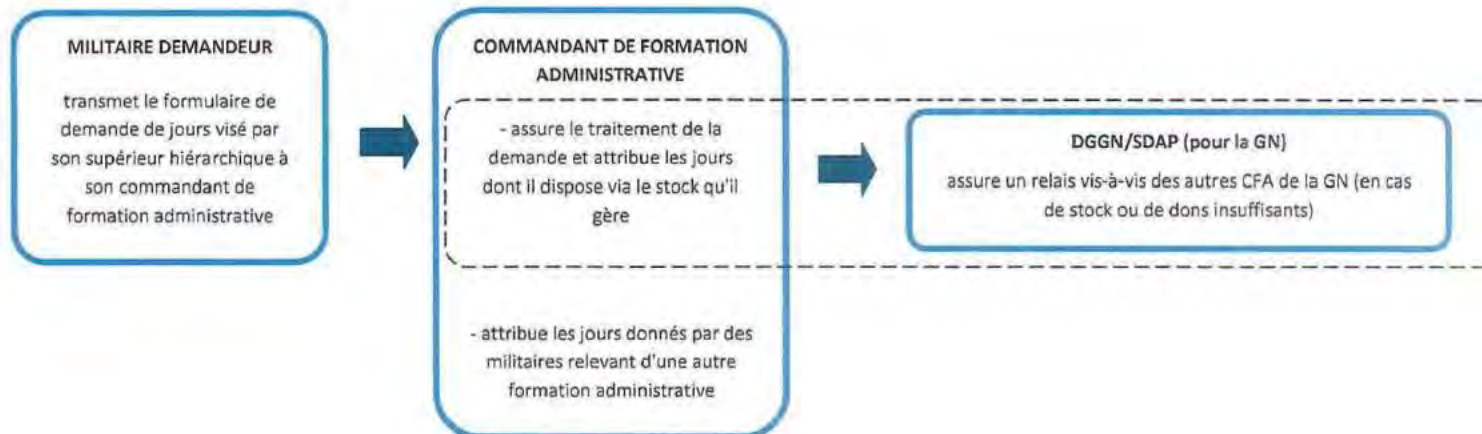 MILITAIRE DEMANDEUR
transmet le formulaire de
demande de jours visé par
son supérieur hiérarchique à
son commandant de
formation administrative
COMMANDANT DE FORMATION
ADMINISTRATIVE
- assure le traitement de la
demande et attribue les jours
dont il dispose via le stock qu'il
gère
- attribue les jours donnés par des
militaires relevant d'une autre
formation administrative
DGGN/SDAP (pour la GN)
assure un relais vis-à-vis des autres CFA de la GN (en cas
de stock ou de dons insuffisants)